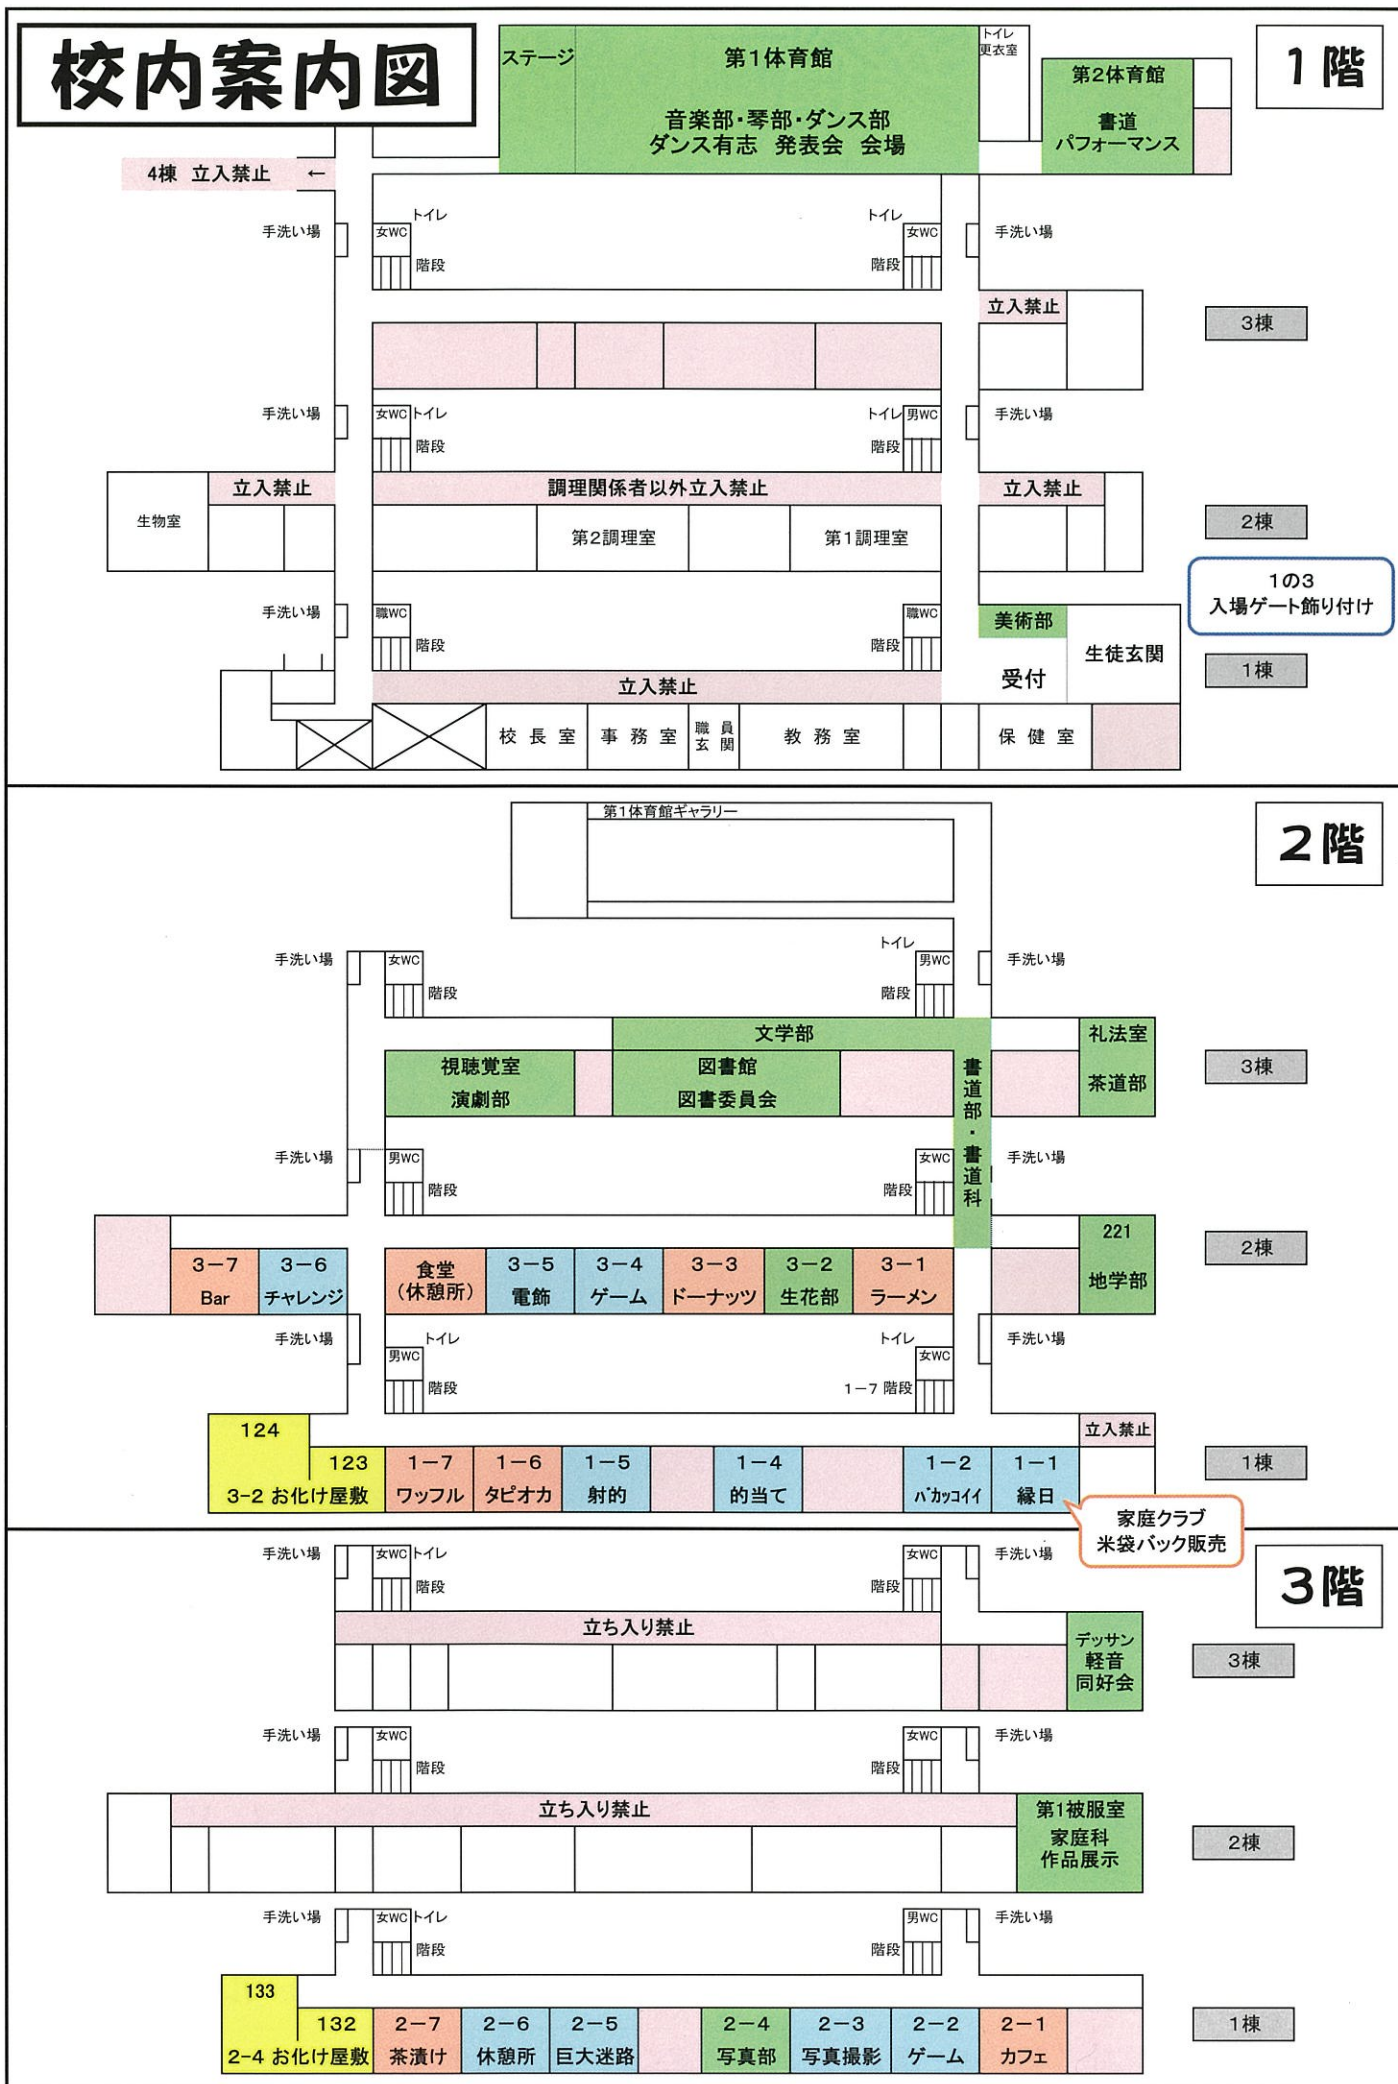 校内案内図
1階
ステージ
第1体育館
音楽部・琴部・ダンス部
ダンス有志 発表会 会場
トイレ
更衣室
第2体育館
書道
パフォーマンス
4棟 立入禁止 ←
手洗い場
女WC
トイレ
階段
トイレ
女WC
階段
手洗い場
立入禁止
3棟
手洗い場
女WC
トイレ
階段
トイレ
男WC
階段
手洗い場
生物室
立入禁止
調理関係者以外立入禁止
立入禁止
第2調理室
第1調理室
2棟
1の3
入場ゲート飾り付け
手洗い場
職WC
階段
職WC
階段
美術部
受付
生徒玄関
1棟
立入禁止
校長室
事務室
職員
玄関
教務室
保健室
2階
第1体育館ギャラリー
手洗い場
女WC
階段
トイレ
男WC
階段
手洗い場
文学部
視聴覚室
演劇部
図書館
図書委員会
書道部・書道科
礼法室
茶道部
3棟
手洗い場
男WC
階段
女WC
階段
手洗い場
3-7
Bar
3-6
チャレンジ
食堂
(休憩所)
3-5
電飾
3-4
ゲーム
3-3
ドーナッツ
3-2
生花部
3-1
ラーメン
221
地学部
2棟
手洗い場
トイレ
男WC
階段
トイレ
女WC
1-7 階段
手洗い場
立入禁止
124
123
3-2 お化け屋敷
1-7
ワッフル
1-6
タピオカ
1-5
射的
1-4
的当て
1-2
バカッコイイ
1-1
縁日
1棟
家庭クラブ
米袋バック販売
3階
手洗い場
女WC
トイレ
階段
女WC
階段
手洗い場
立ち入り禁止
デッサン
軽音
同好会
3棟
手洗い場
女WC
階段
女WC
階段
手洗い場
立ち入り禁止
第1被服室
家庭科
作品展示
2棟
手洗い場
女WC
トイレ
階段
男WC
階段
手洗い場
133
132
2-4 お化け屋敷
2-7
茶漬け
2-6
休憩所
2-5
巨大迷路
2-4
写真部
2-3
写真撮影
2-2
ゲーム
2-1
カフェ
1棟